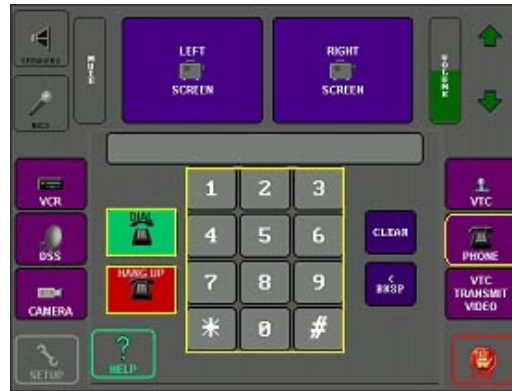 SPEAKERS
MUTE
LEFT
SCREEN
RIGHT
SCREEN
VOLUME
MICS
VCR
DSS
CAMERA
SETUP
DIAL
HANG UP
HELP
1 2 3
4 5 6
7 8 9
* 0 #
CLEAR
<
BKSP
VTC
PHONE
VTC
TRANSMIT
VIDEO